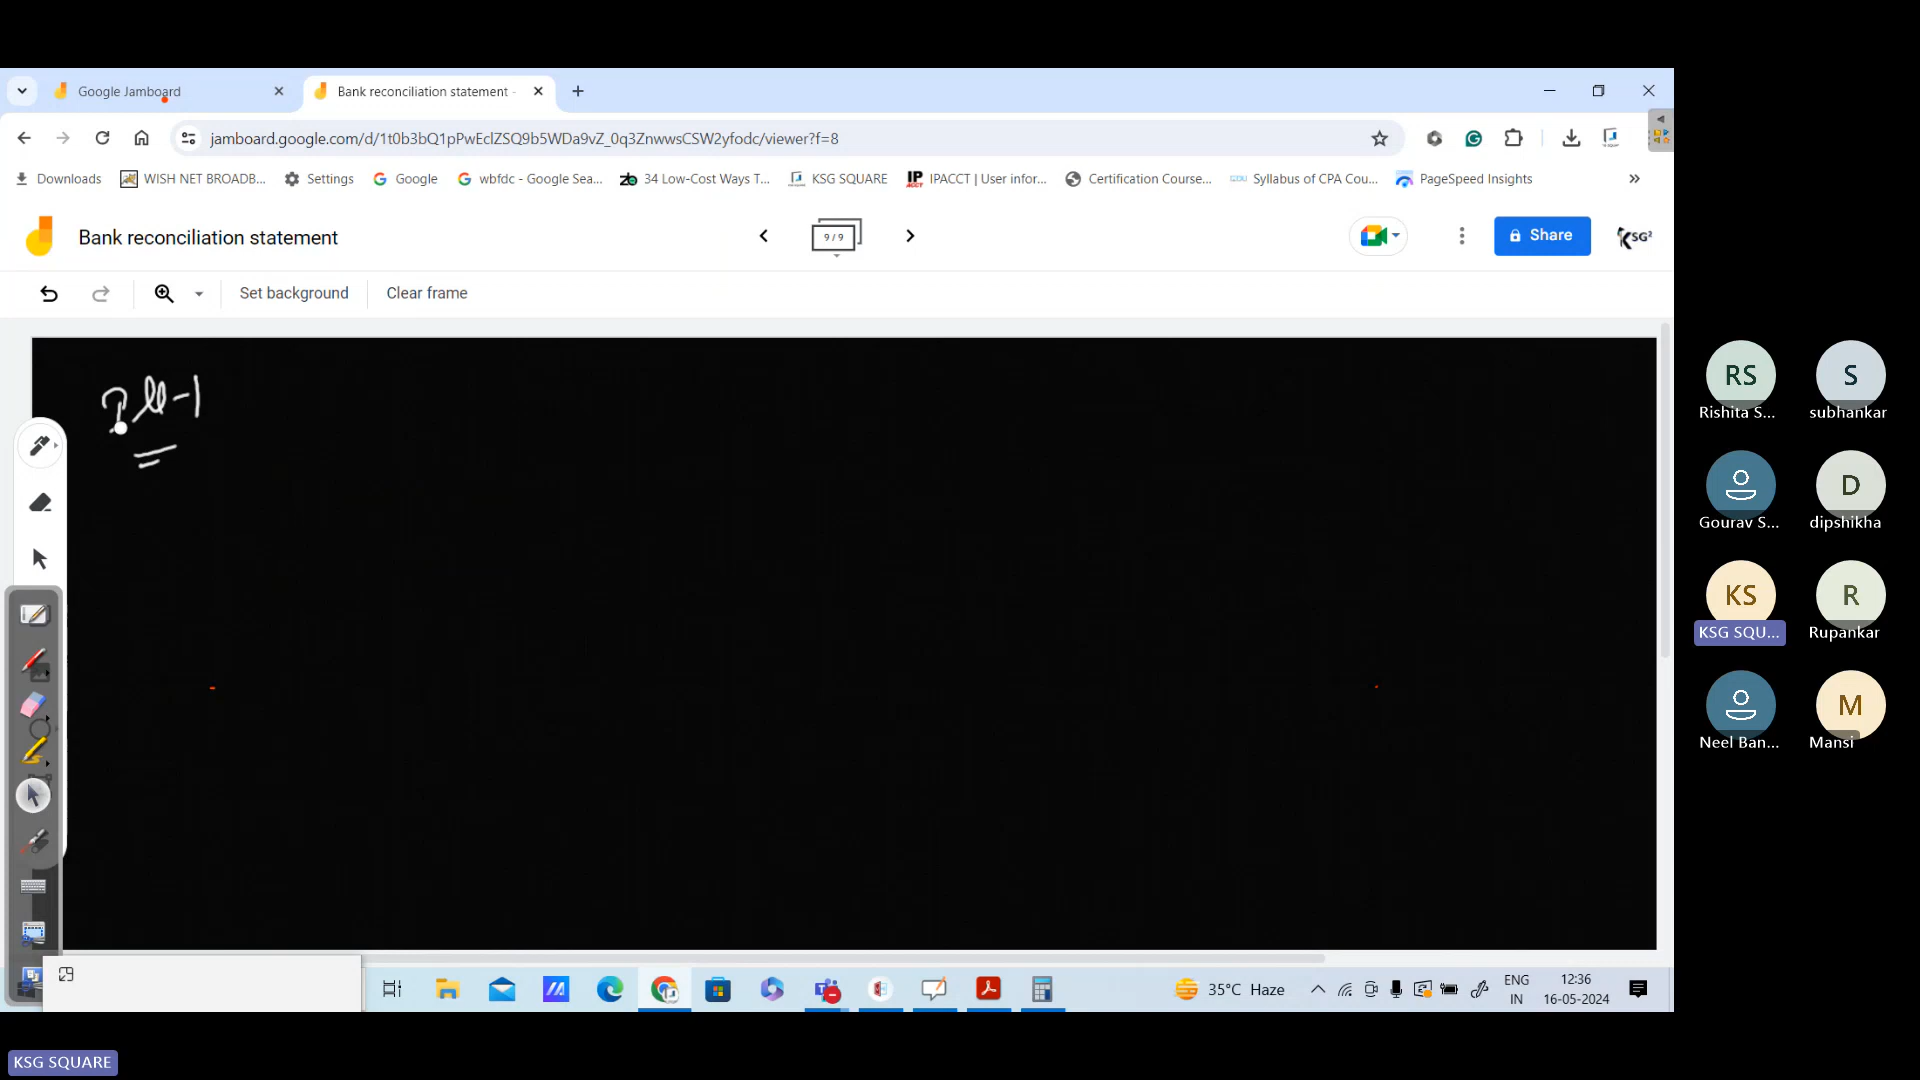 Google Jamboard
Bank reconciliation statement -
jamboard.google.com/d/1t0b3bQ1pPwEclZSQ9b5WDa9vZ_0q3ZnwwsCSW2yfodc/viewer?f=8
Downloads WISH NET BROADB... Settings Google wbfdc - Google Sea... 34 Low-Cost Ways T... KSG SQUARE IPACCT | User infor... Certification Course... Syllabus of CPA Cou... PageSpeed Insights »
Bank reconciliation statement
9 / 9
Share
KSG²
Set background Clear frame
RS
Rishita S...
S
subhankar
Gourav S...
D
dipshikha
KS
KSG SQU...
R
Rupankar
Neel Ban...
M
Mansi
35°C Haze
ENG
IN
12:36
16-05-2024
KSG SQUARE